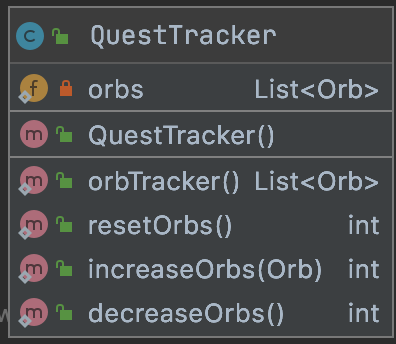 C QuestTracker
f orbs List<Orb>
m QuestTracker()
m orbTracker() List<Orb>
m resetOrbs() int
m increaseOrbs(Orb) int
m decreaseOrbs() int